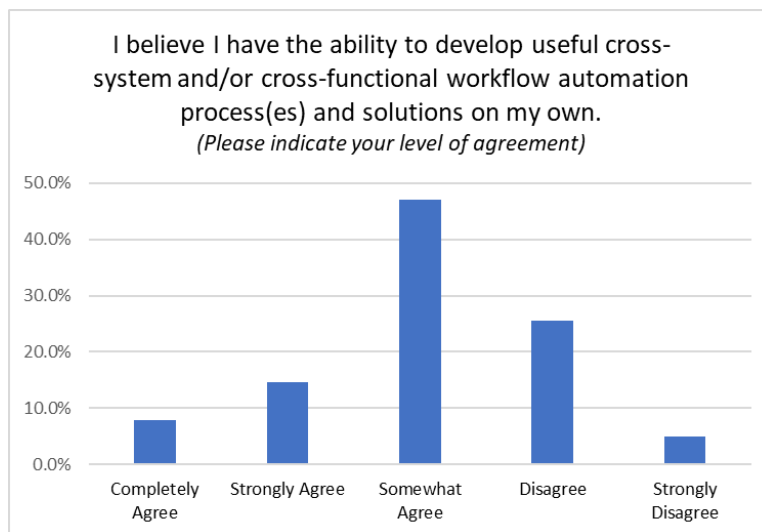 I believe I have the ability to develop useful cross-
system and/or cross-functional workflow automation
process(es) and solutions on my own.
(Please indicate your level of agreement)
50.0%
40.0%
30.0%
20.0%
10.0%
0.0%
Completely
Agree
Strongly Agree
Somewhat
Agree
Disagree
Strongly
Disagree